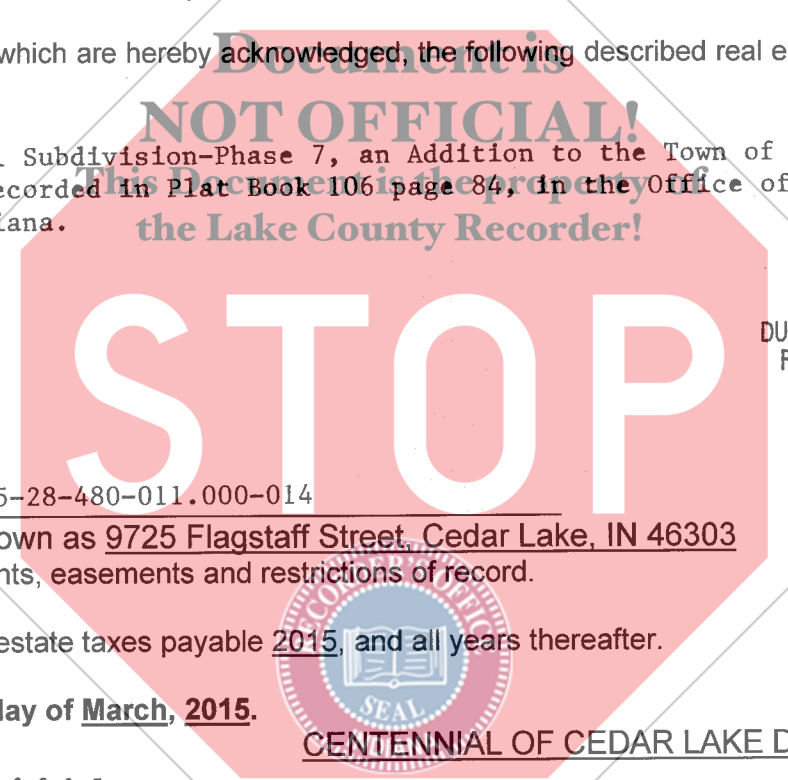 which are hereby acknowledged, the following described real e
Document is
NOT OFFICIAL!
Subdivision-Phase 7, an Addition to the Town of
ecorded in Plat Book 106 page 84, in the Office of
This Document is the property of
iana.
the Lake County Recorder!
STOP
DU
F
5-28-480-011.000-014
own as 9725 Flagstaff Street, Cedar Lake, IN 46303
nts, easements and restrictions of record.
RECORDER'S OFFICE
estate taxes payable 2015, and all years thereafter.
SEAL
lay of March, 2015.
CENTENNIAL OF CEDAR LAKE D